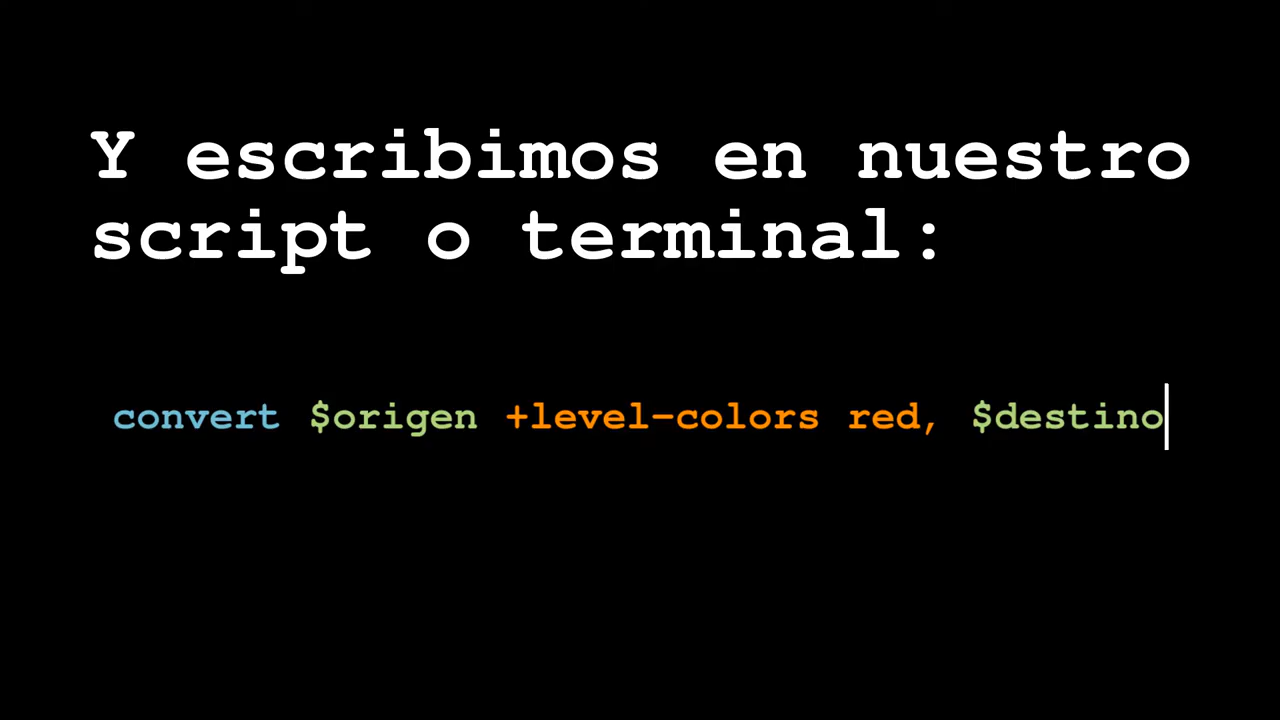 Y escribimos en nuestro
script o terminal:
convert $origen +level-colors red, $destino